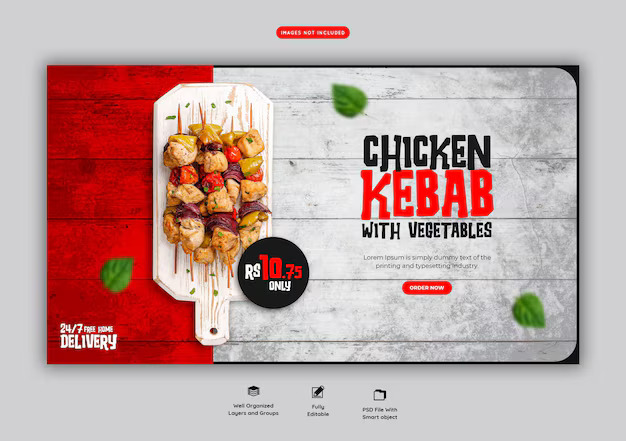 IMAGES NOT INCLUDED
CHICKEN
KEBAB
WITH VEGETABLES
Lorem Ipsum is simply dummy text of the
printing and typesetting industry.
ORDER NOW
RS10.75
ONLY
24/7 FREE HOME
DELIVERY
Well Organized
Layers and Groups
Fully
Editable
PSD File With
Smart object